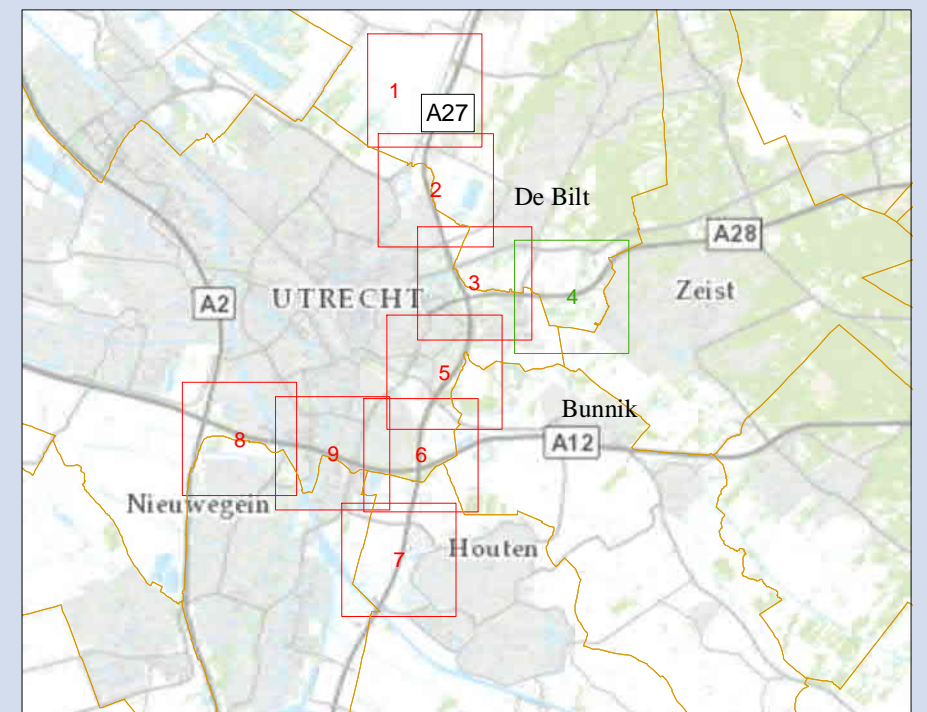 1
A27
2
De Bilt
A28
3
Zeist
4
A2
UTRECHT
5
Bunnik
8
9
6
A12
Nieuwegein
Houten
7